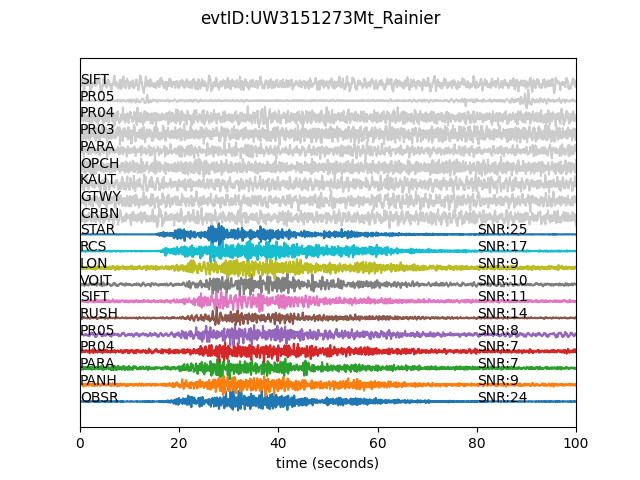 evtID:UW3151273Mt_Rainier
SIFT
PR05
PR04
PR03
PARA
OPCH
KAUT
GTWY
CRBN
STAR SNR:25
RCS SNR:17
LON SNR:9
VOIT SNR:10
SIFT SNR:11
RUSH SNR:14
PR05 SNR:8
PR04 SNR:7
PARA SNR:7
PANH SNR:9
OBSR SNR:24
0 20 40 60 80 100
time (seconds)